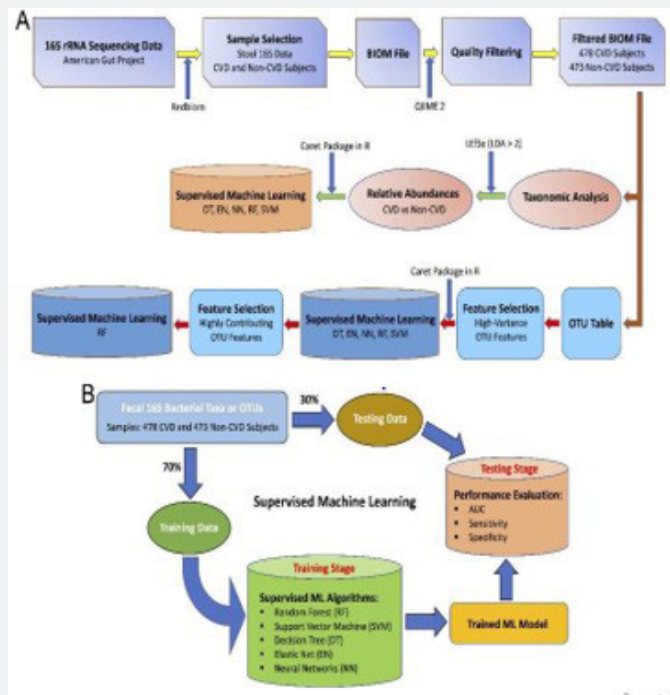 A
16S rRNA Sequencing Data
American Gut Project
Sample Selection
Stool 16S Data
CVD and Non-CVD Subjects
BIOM File
Quality Filtering
Filtered BIOM File
478 CVD Subjects
473 Non-CVD Subjects
Redbiom
QIIME 2
Caret Package in R
LEfSe (LDA > 2)
Supervised Machine Learning
DT, EN, NN, RF, SVM
Relative Abundances
CVD vs Non-CVD
Taxonomic Analysis
Caret Package in R
Supervised Machine Learning
RF
Feature Selection
Highly Contributing
OTU Features
Supervised Machine Learning
DT, EN, NN, RF, SVM
Feature Selection
High-Variance
OTU Features
OTU Table
B
Fecal 16S Bacterial Taxa or OTUs
Samples: 478 CVD and 473 Non-CVD Subjects
30%
Testing Data
70%
Training Data
Supervised Machine Learning
Testing Stage
Performance Evaluation:
▪ AUC
▪ Sensitivity
▪ Specificity
Training Stage
Supervised ML Algorithms:
▪ Random Forest (RF)
▪ Support Vector Machine (SVM)
▪ Decision Tree (DT)
▪ Elastic Net (EN)
▪ Neural Networks (NN)
Trained ML Model